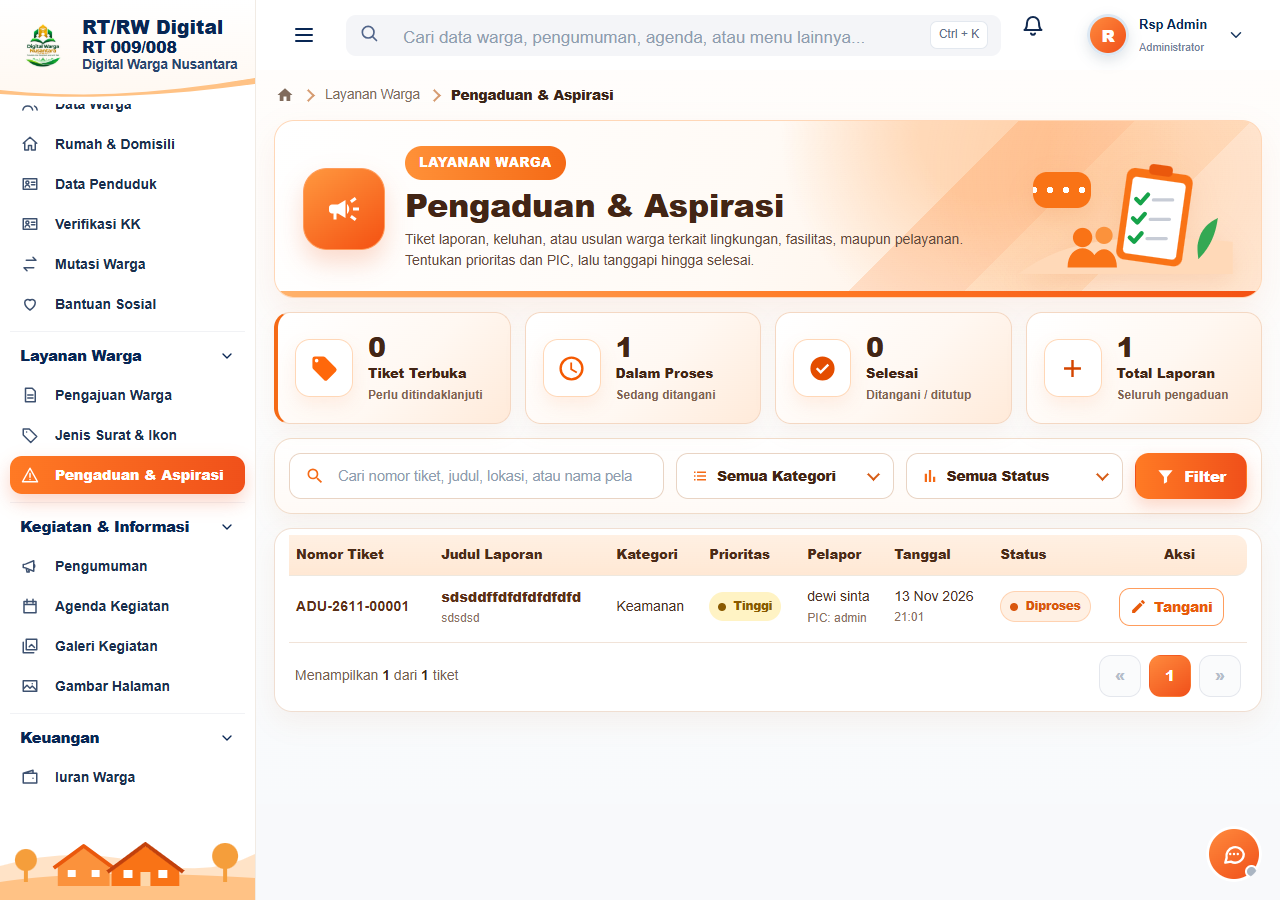 RT/RW Digital
RT 009/008
Digital Warga Nusantara
Cari data warga, pengumuman, agenda, atau menu lainnya...
Ctrl + K
R
Rsp Admin
Administrator
Data Warga
Rumah & Domisili
Data Penduduk
Verifikasi KK
Mutasi Warga
Bantuan Sosial
Layanan Warga
Pengajuan Warga
Jenis Surat & Ikon
Pengaduan & Aspirasi
Kegiatan & Informasi
Pengumuman
Agenda Kegiatan
Galeri Kegiatan
Gambar Halaman
Keuangan
Iuran Warga
Layanan Warga
Pengaduan & Aspirasi
LAYANAN WARGA
Pengaduan & Aspirasi
Tiket laporan, keluhan, atau usulan warga terkait lingkungan, fasilitas, maupun pelayanan.
Tentukan prioritas dan PIC, lalu tanggapi hingga selesai.
0
Tiket Terbuka
Perlu ditindaklanjuti
1
Dalam Proses
Sedang ditangani
0
Selesai
Ditangani / ditutup
1
Total Laporan
Seluruh pengaduan
Cari nomor tiket, judul, lokasi, atau nama pela
Semua Kategori
Semua Status
Filter
Nomor Tiket Judul Laporan Kategori Prioritas Pelapor Tanggal Status Aksi
ADU-2611-00001
sdsddffdfdfdfdfdfd
sdsdsd
Keamanan
Tinggi
dewi sinta
PIC: admin
13 Nov 2026
21:01
Diproses
Tangani
Menampilkan 1 dari 1 tiket
« 1 »